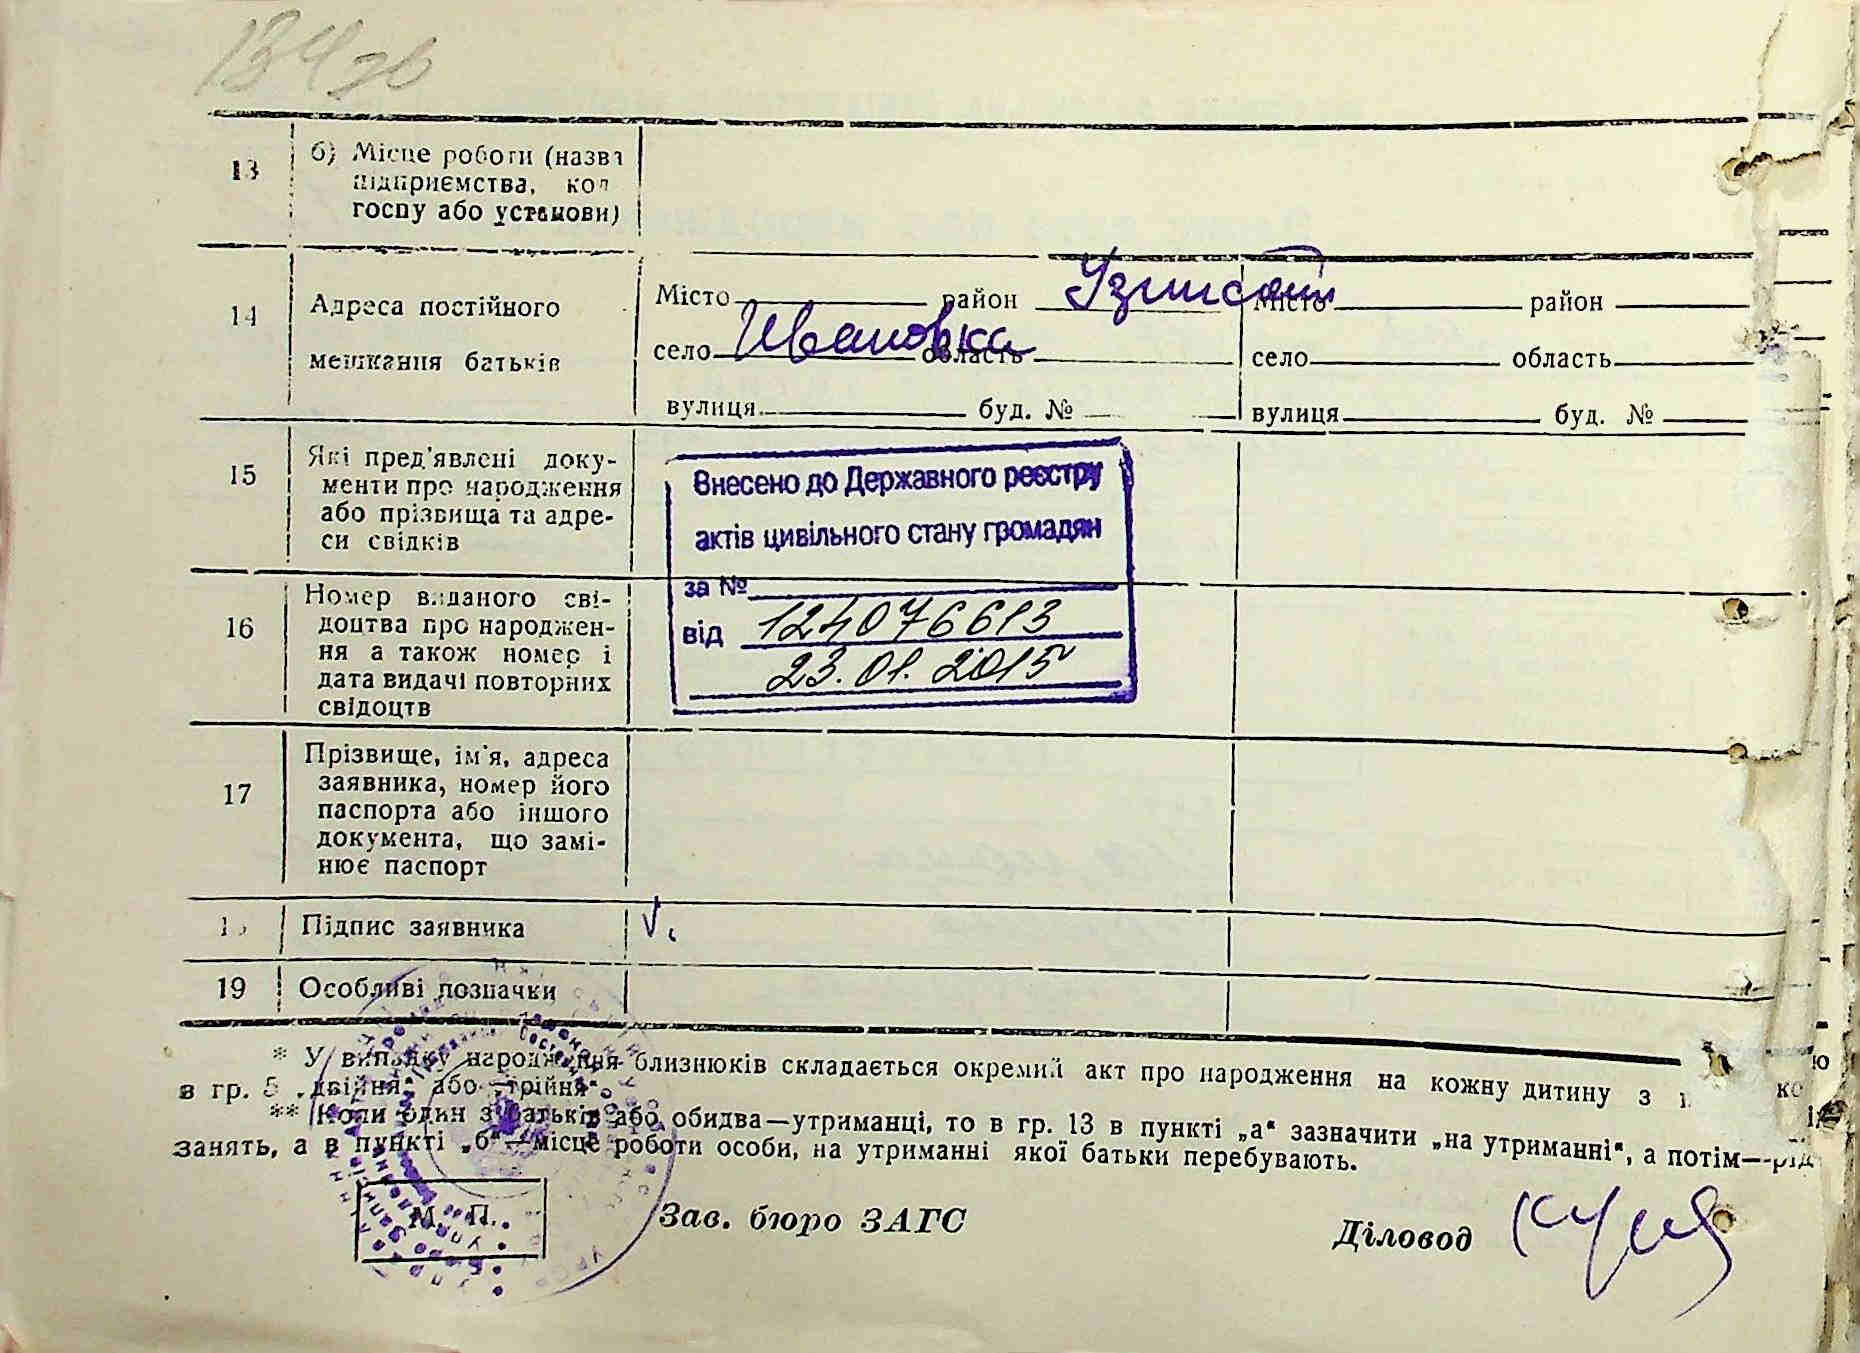 134зв
13 б) Місце роботи (назва
підприємства, кол
госпу або установи)
14 Адреса постійного
мешкання батьків
Місто район Місто район
село Ивановка область село область
вулиця буд. № вулиця буд. №
15 Які пред'явлені доку-
менти про народження
або прізвища та адре-
си свідків
Внесено до Державного реєстру
актів цивільного стану громадян
за №
від 124076613
23.01.2015
16 Номер виданого сві-
доцтва про народжен-
ня а також номер і
дата видачі повторних
свідоцтв
17 Прізвище, ім'я, адреса
заявника, номер його
паспорта або іншого
документа, що замі-
нює паспорт
Підпис заявника
19 Особливі позначки
* У випадку народження близнюків складається окремий акт про народження на кожну дитину з
в гр. 5 „двійня“ або „трійня“.
** Коли один з батьків або обидва—утриманці, то в гр. 13 в пункті „а“ зазначити „на утриманні“, а потім—рід
занять, а в пункті „б“—місце роботи особи, на утриманні якої батьки перебувають.
М. П. Зав. бюро ЗАГС Діловод